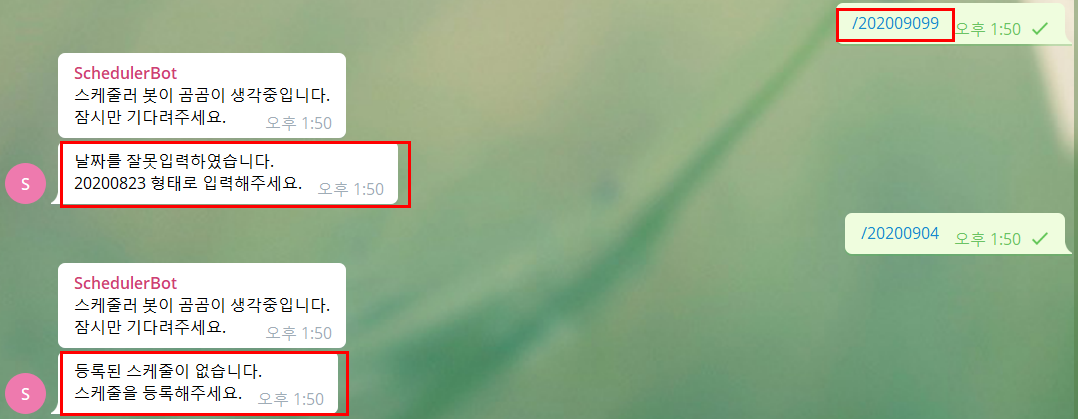 /202009099 오후 1:50
SchedulerBot
스케줄러 봇이 곰곰이 생각중입니다.
잠시만 기다려주세요. 오후 1:50
날짜를 잘못입력하였습니다.
20200823 형태로 입력해주세요. 오후 1:50
S
/20200904 오후 1:50
SchedulerBot
스케줄러 봇이 곰곰이 생각중입니다.
잠시만 기다려주세요. 오후 1:50
등록된 스케줄이 없습니다.
스케줄을 등록해주세요. 오후 1:50
S